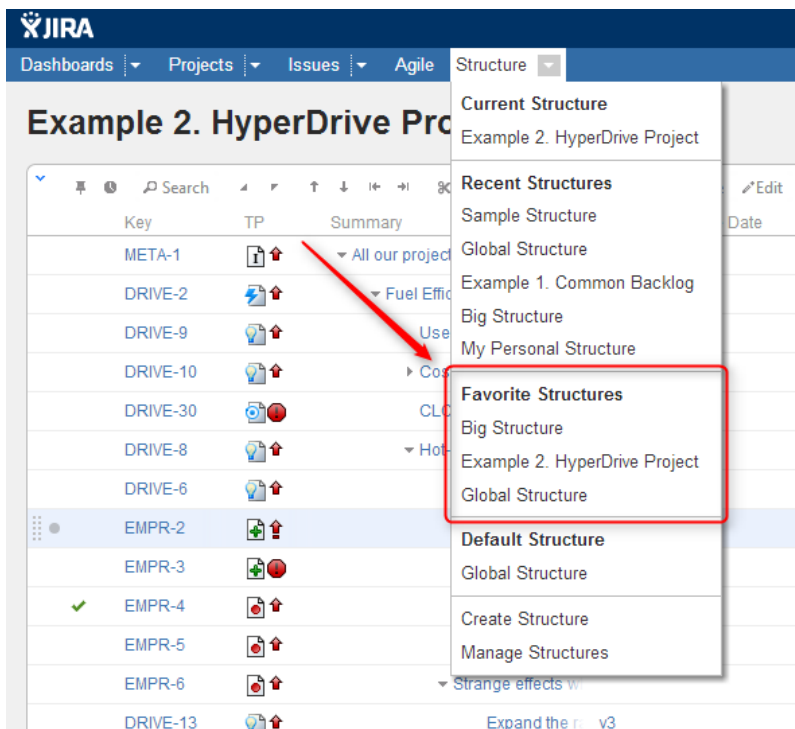 JIRA
Dashboards Projects Issues Agile Structure
Example 2. HyperDrive Pro
Search Edit
Key TP Summary Date
META-1 All our project
DRIVE-2 Fuel Effic
DRIVE-9 Use
DRIVE-10 Cos
DRIVE-30 CLO
DRIVE-8 Hot-
DRIVE-6
EMPR-2
EMPR-3
EMPR-4
EMPR-5
EMPR-6 Strange effects w
DRIVE-13 Expand the ra v3
Current Structure
Example 2. HyperDrive Project
Recent Structures
Sample Structure
Global Structure
Example 1. Common Backlog
Big Structure
My Personal Structure
Favorite Structures
Big Structure
Example 2. HyperDrive Project
Global Structure
Default Structure
Global Structure
Create Structure
Manage Structures